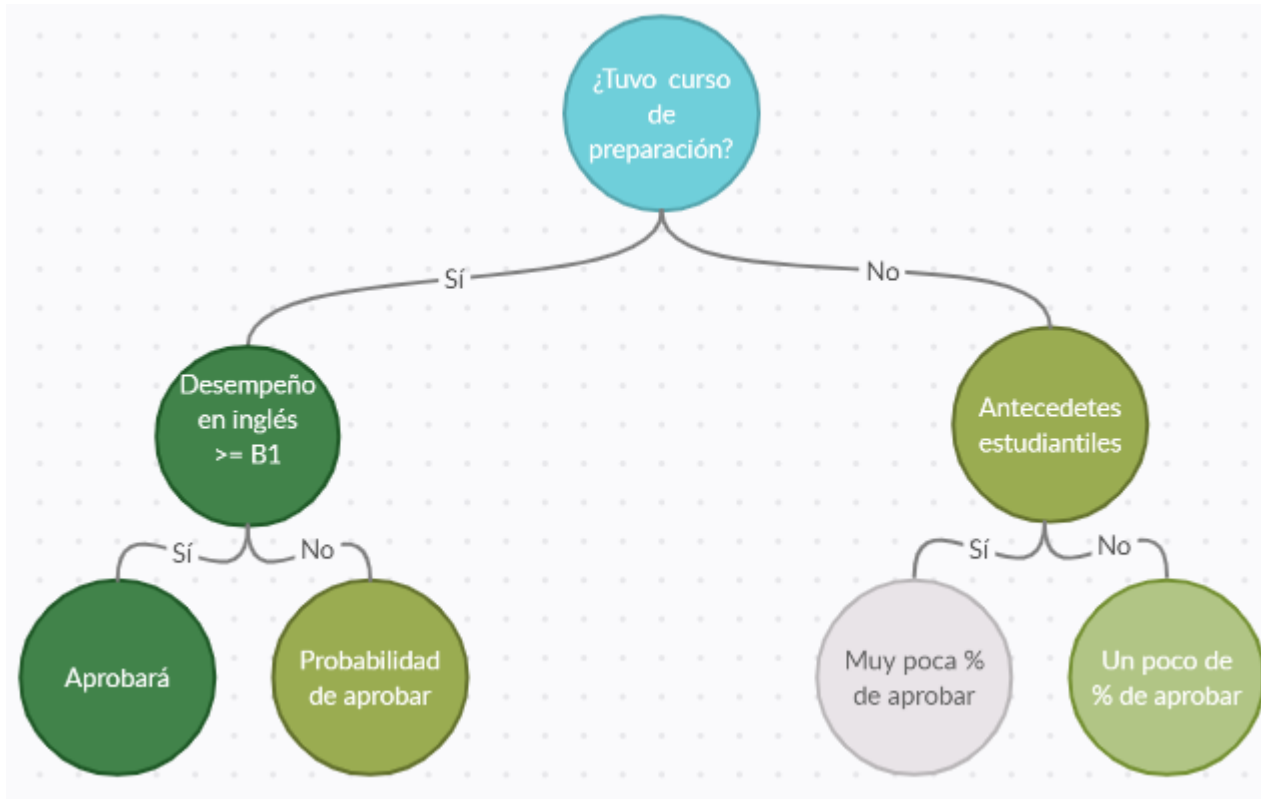 ¿Tuvo curso
de
preparación?
Sí
No
Desempeño
en inglés
>= B1
Antecedetes
estudiantiles
Sí
No
Sí
No
Aprobará
Probabilidad
de aprobar
Muy poca %
de aprobar
Un poco de
% de aprobar